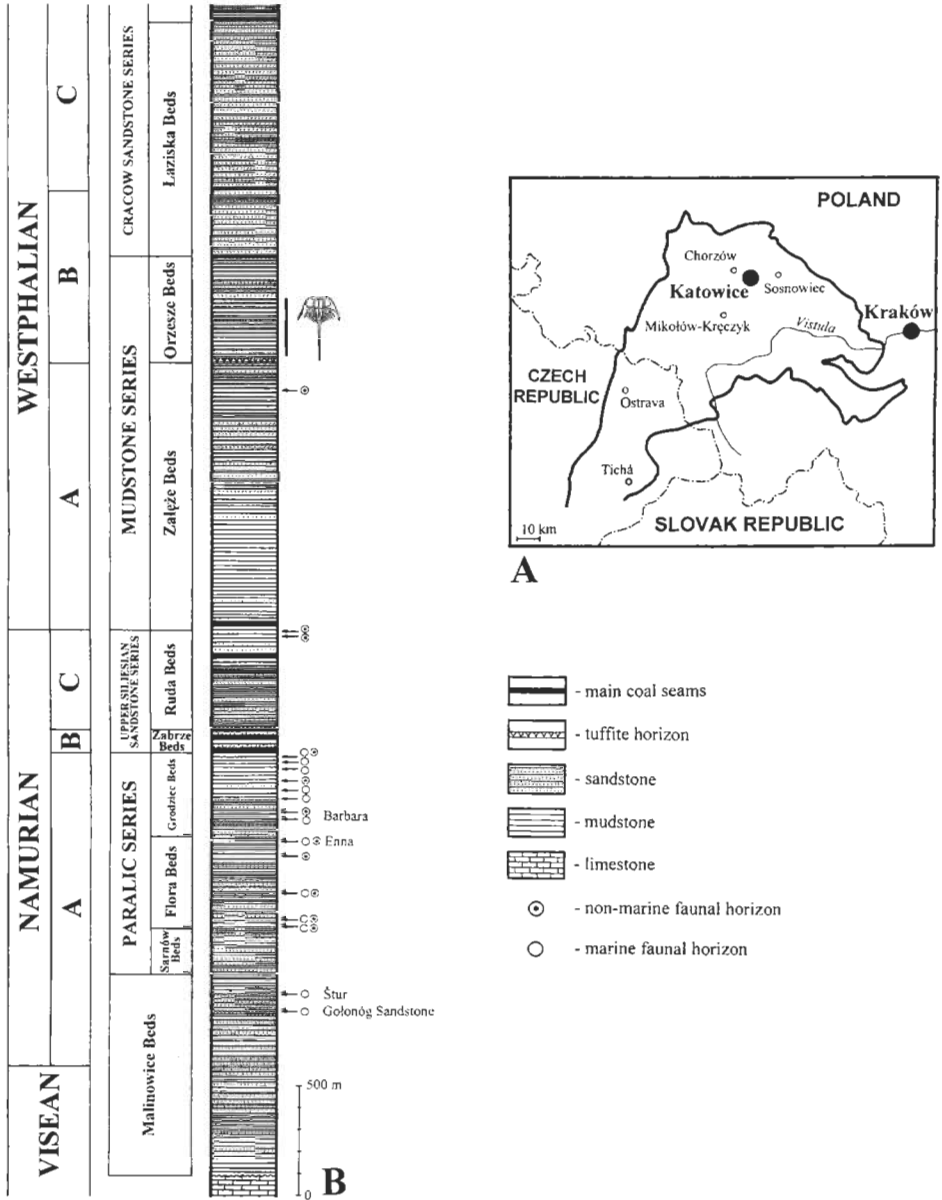 WESTPHALIAN
NAMURIAN
VISEAN
C
B
A
C
B
A
CRACOW SANDSTONE SERIES
MUDSTONE SERIES
UPPER SILIESIAN
SANDSTONE SERIES
PARALIC SERIES
Łaziska Beds
Orzesze Beds
Załęże Beds
Ruda Beds
Zabrze
Beds
Grodziec Beds
Flora Beds
Sarnów
Beds
Malinowice Beds
Barbara
Enna
Štur
Gołonóg Sandstone
500 m
0
B
POLAND
Chorzów
Katowice
Sosnowiec
Kraków
Mikołów-Kręczyk
Vistula
CZECH
REPUBLIC
Ostrava
Tichá
SLOVAK REPUBLIC
10 km
A
- main coal seams
- tuffite horizon
- sandstone
- mudstone
- limestone
- non-marine faunal horizon
- marine faunal horizon